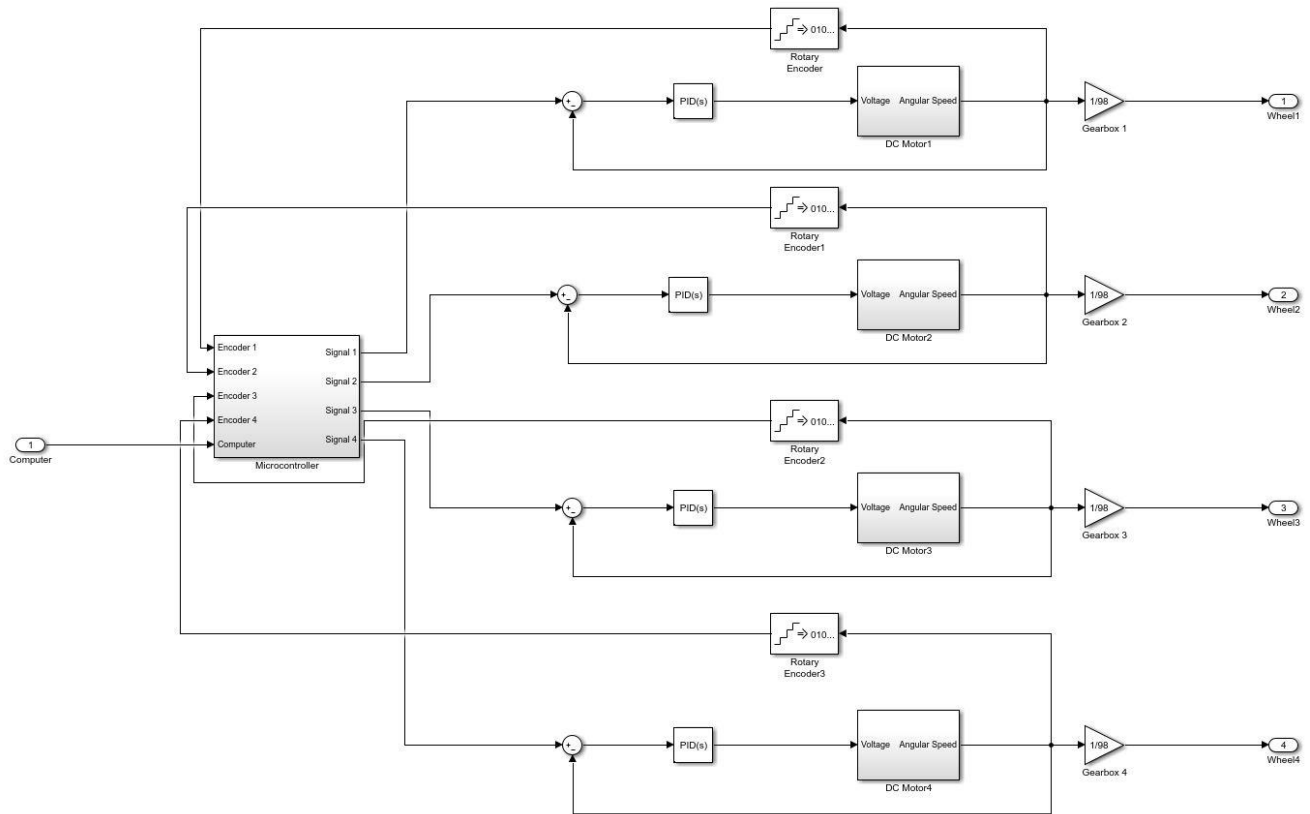 010...
Rotary
Encoder
+
-
PID(s)
Voltage Angular Speed
DC Motor1
1/98
Gearbox 1
1
Wheel1
010...
Rotary
Encoder1
+
-
PID(s)
Voltage Angular Speed
DC Motor2
1/98
Gearbox 2
2
Wheel2
Encoder 1
Signal 1
Encoder 2
Signal 2
Encoder 3
Signal 3
Encoder 4
Signal 4
Computer
Microcontroller
1
Computer
010...
Rotary
Encoder2
+
-
PID(s)
Voltage Angular Speed
DC Motor3
1/98
Gearbox 3
3
Wheel3
010...
Rotary
Encoder3
+
-
PID(s)
Voltage Angular Speed
DC Motor4
1/98
Gearbox 4
4
Wheel4